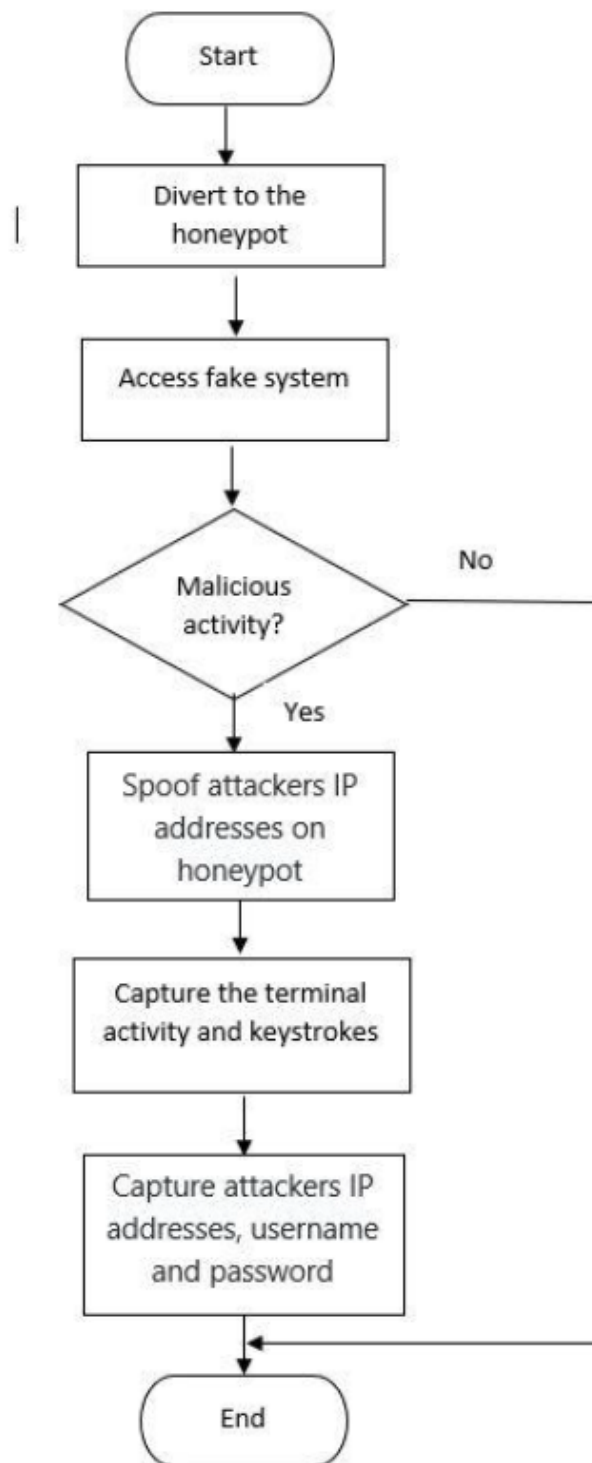 Start
Divert to the
honeypot
Access fake system
Malicious
activity?
No
Yes
Spoof attackers IP
addresses on
honeypot
Capture the terminal
activity and keystrokes
Capture attackers IP
addresses, username
and password
End